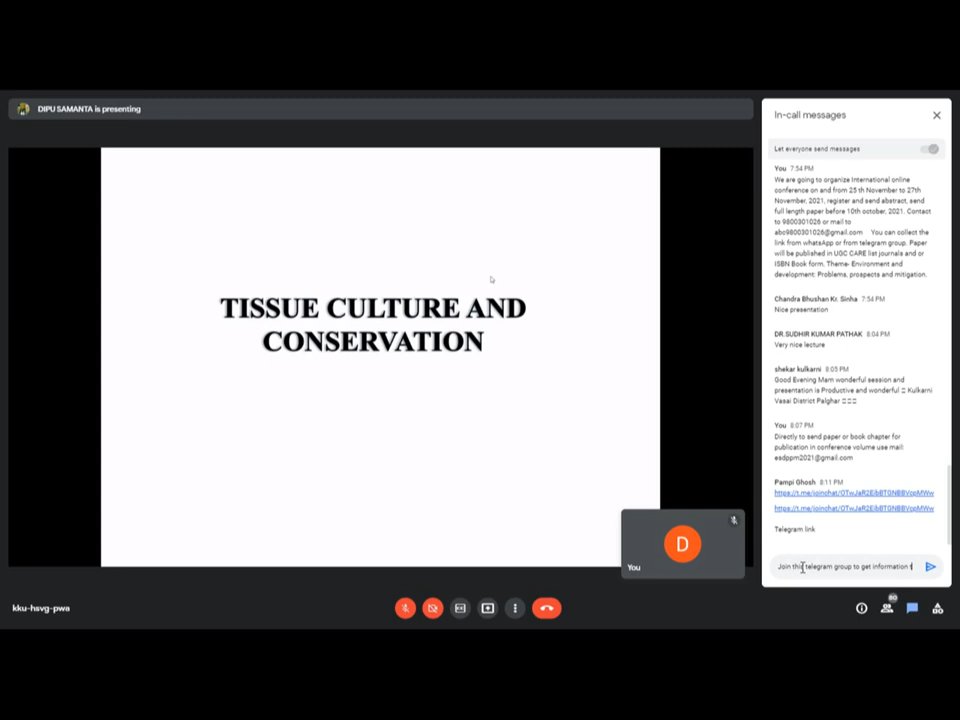 DIPU SAMANTA is presenting
TISSUE CULTURE AND
CONSERVATION
D
You
kku-hsvg-pwa
In-call messages
Let everyone send messages
You 7:54 PM
We are going to organize International online
conference on and from 25 th November to 27th
November, 2021, register and send abstract, send
full length paper before 10th october, 2021. Contact
to 9800301026 or mail to
abc9800301026@gmail.com You can collect the
link from whatsApp or from telegram group. Paper
will be published in UGC CARE list journals and or
ISBN Book form. Theme- Environment and
development: Problems, prospects and mitigation.
Chandra Bhushan Kr. Sinha 7:54 PM
Nice presentation
DR.SUDHIR KUMAR PATHAK 8:04 PM
Very nice lecture
shekar kulkarni 8:05 PM
Good Evening Mam wonderful session and
presentation is Productive and wonderful Kulkarni
Vasai District Palghar
You 8:07 PM
Directly to send paper or book chapter for
publication in conference volume use mail:
esdppm2021@gmail.com
Pampi Ghosh 8:11 PM
Telegram link
Join this telegram group to get information t
80